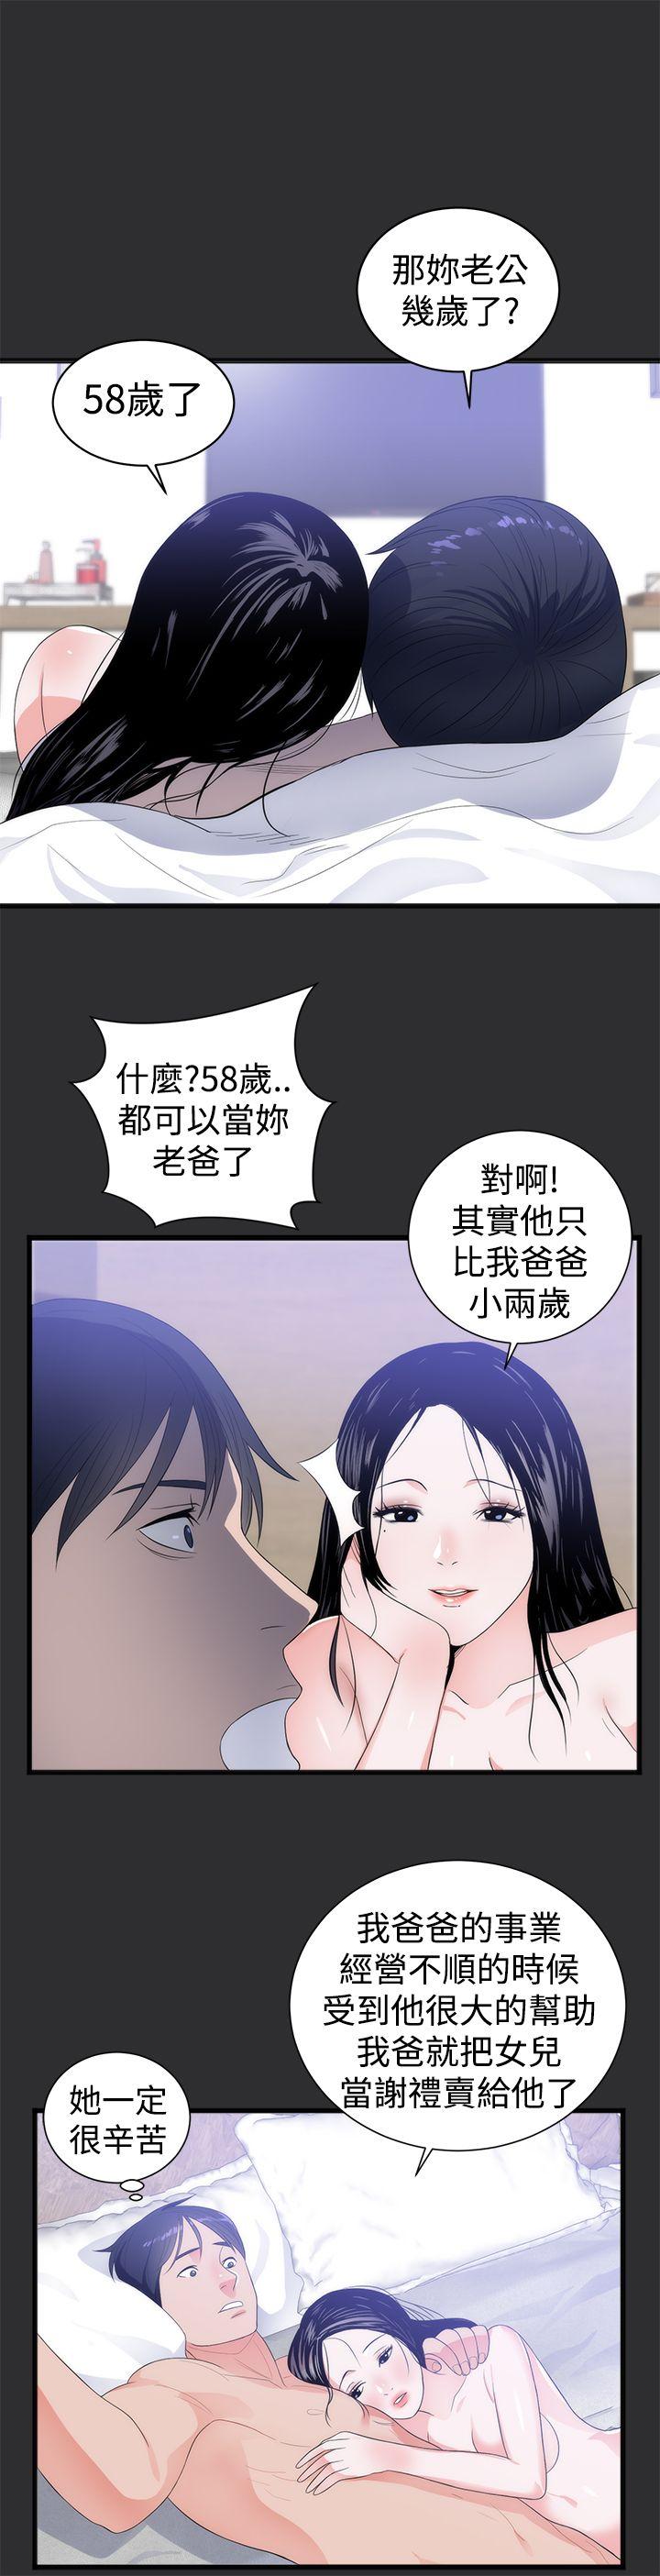 那妳老公
幾歲了?
58歲了
什麼?58歲..
都可以當妳
老爸了
對啊!
其實他只
比我爸爸
小兩歲
我爸爸的事業
經營不順的時候
受到他很大的幫助
我爸就把女兒
當謝禮賣給他了
她一定
很辛苦